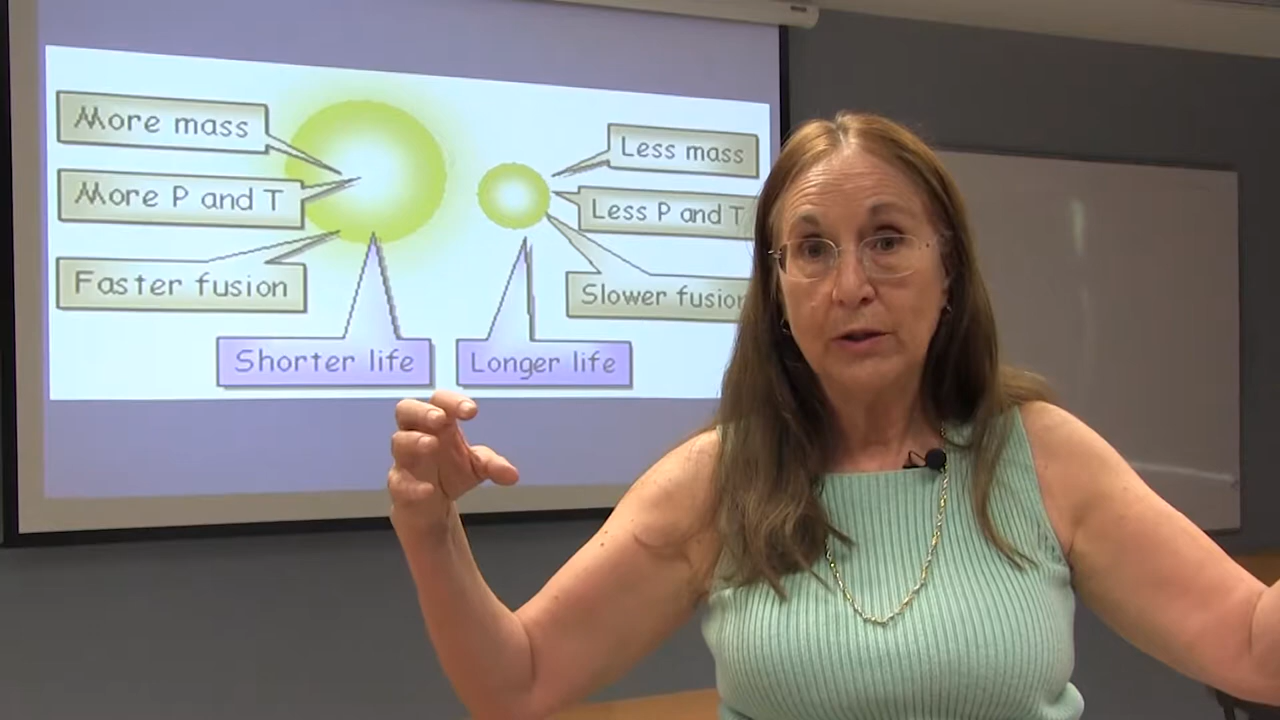 More mass
More P and T
Faster fusion
Shorter life
Less mass
Less P and T
Slower fusion
Longer life